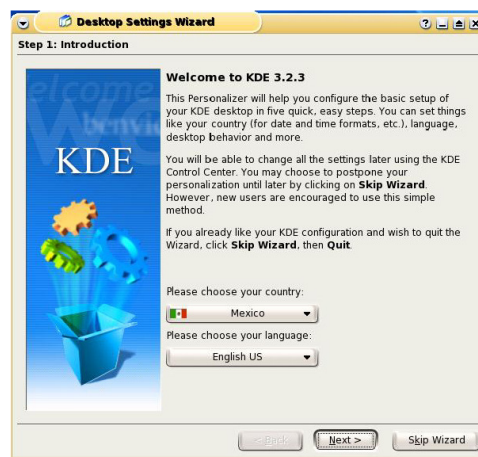 Desktop Settings Wizard
Step 1: Introduction
elcome
benvi
KDE
Welcome to KDE 3.2.3
This Personalizer will help you configure the basic setup of
your KDE desktop in five quick, easy steps. You can set things
like your country (for date and time formats, etc.), language,
desktop behavior and more.
You will be able to change all the settings later using the KDE
Control Center. You may choose to postpone your
personalization until later by clicking on Skip Wizard.
However, new users are encouraged to use this simple
method.
If you already like your KDE configuration and wish to quit the
Wizard, click Skip Wizard, then Quit.
Please choose your country:
Mexico
Please choose your language:
English US
< Back
Next >
Skip Wizard